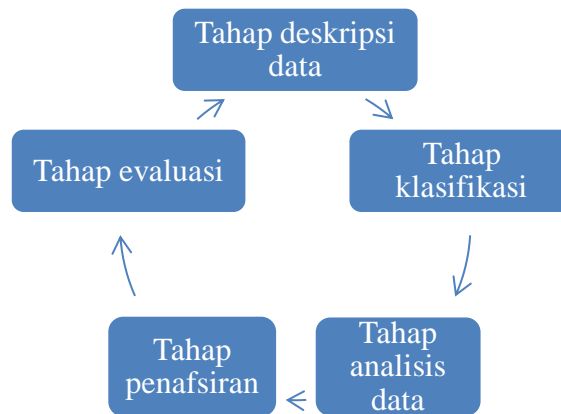 Tahap deskripsi
data
Tahap
klasifikasi
Tahap
analisis
data
Tahap
penafsiran
Tahap evaluasi